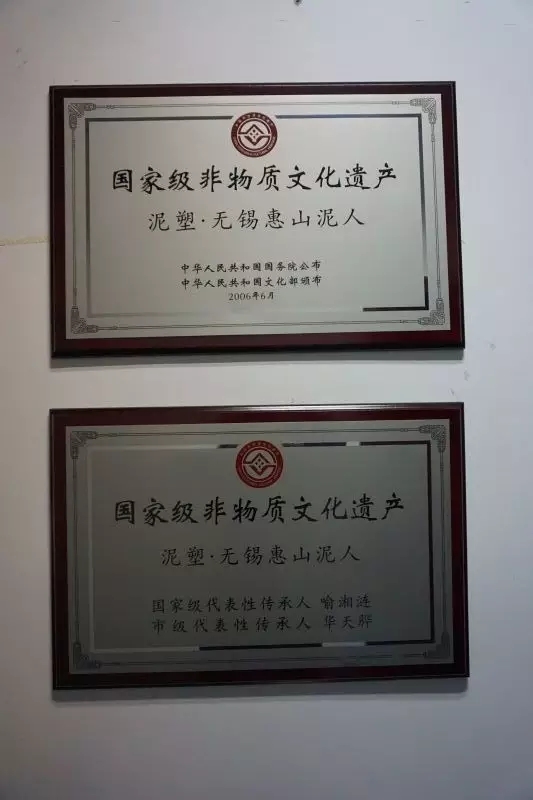 国家级非物质文化遗产
泥塑·无锡惠山泥人
中华人民共和国国务院公布
中华人民共和国文化部颁布
2006年6月
国家级非物质文化遗产
泥塑·无锡惠山泥人
国家级代表性传承人 喻湘涟
市级代表性传承人 华天骅